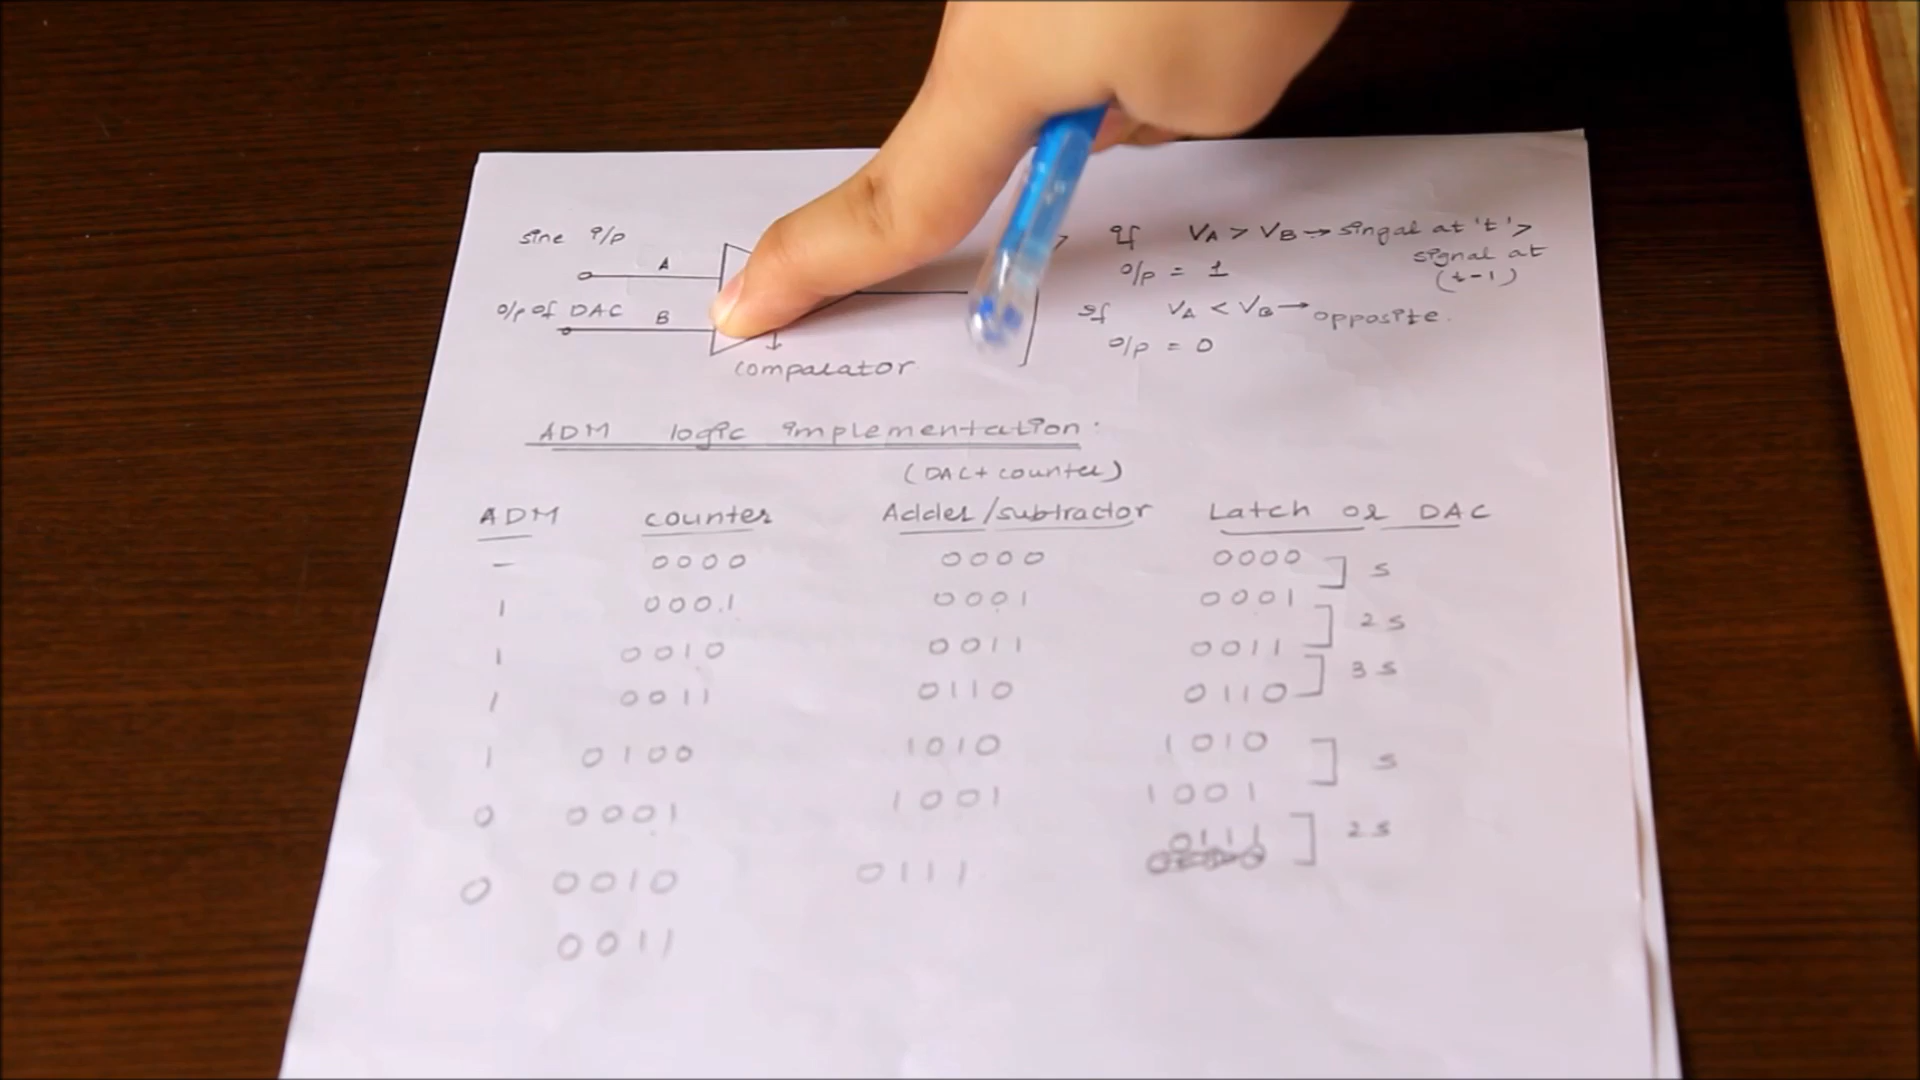 sine i/p
A
o/p of DAC B
comparator
if VA > VB → singal at 't' >
signal at
(t-1)
o/p = 1
if VA < VB → opposite.
o/p = 0
ADM logic implementation.
(DAC + counter)
ADM counter Adder/subtractor Latch or DAC
— 0000 0000 0000 ] s
1 0001 0001 0001 ] 2s
1 0010 0011 0011 ] 3s
1 0011 0110 0110
1 0100 1010 1010 ] s
0 0001 1001 1001
0 0010 0111 0111 ] 2s
0011